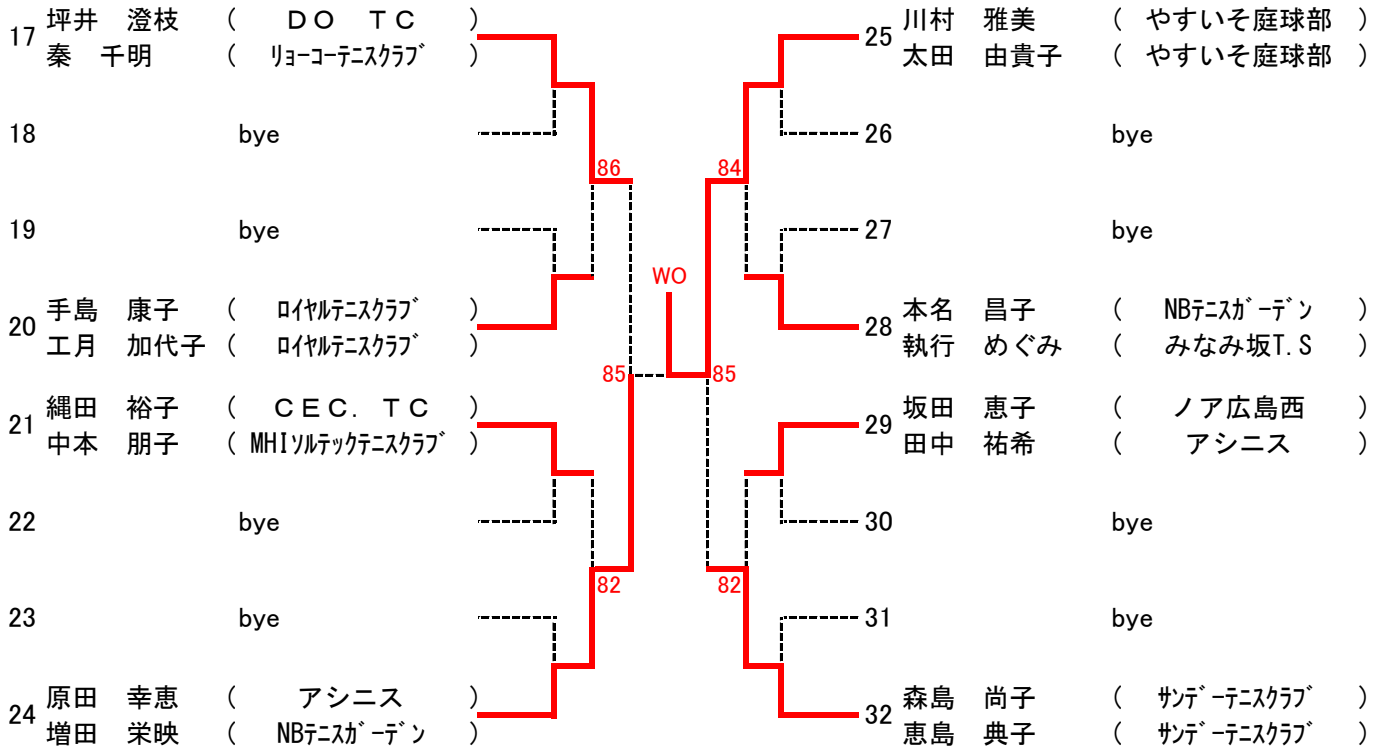 17 坪井 澄枝 ( DO TC )
秦 千明 ( リョーコーテニスクラブ )
18 bye
19 bye
20 手島 康子 ( ロイヤルテニスクラブ )
工月 加代子 ( ロイヤルテニスクラブ )
21 縄田 裕子 ( CEC. TC )
中本 朋子 ( MHIソルテックテニスクラブ )
22 bye
23 bye
24 原田 幸恵 ( アシニス )
増田 栄映 ( NBテニスガーデン )
86
85
82
WO
84
85
82
25 川村 雅美 ( やすいそ庭球部 )
太田 由貴子 ( やすいそ庭球部 )
26 bye
27 bye
28 本名 昌子 ( NBテニスガーデン )
執行 めぐみ ( みなみ坂T.S )
29 坂田 恵子 ( ノア広島西 )
田中 祐希 ( アシニス )
30 bye
31 bye
32 森島 尚子 ( サンデーテニスクラブ )
恵島 典子 ( サンデーテニスクラブ )